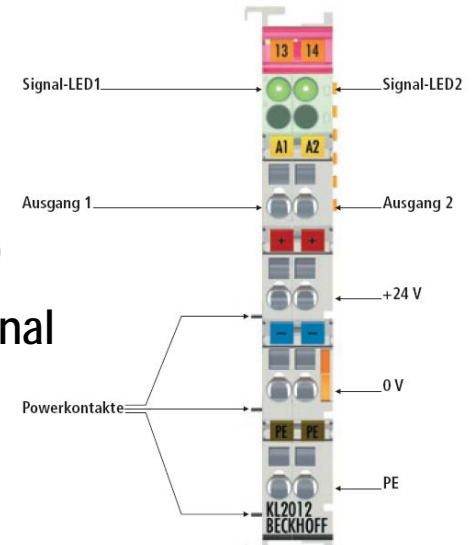 13 14
Signal-LED1
Signal-LED2
A1 A2
Ausgang 1
Ausgang 2
+ +
+24 V
nal
- -
0 V
Powerkontakte
PE PE
PE
KL2012
BECKHOFF